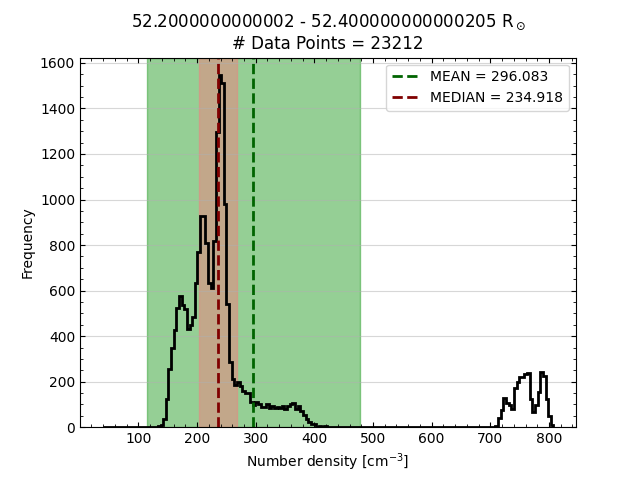 52.2000000000002 - 52.400000000000205 R⊙
# Data Points = 23212
MEAN = 296.083
MEDIAN = 234.918
1600
1400
1200
1000
800
600
400
200
0
Frequency
100 200 300 400 500 600 700 800
Number density [cm⁻³]